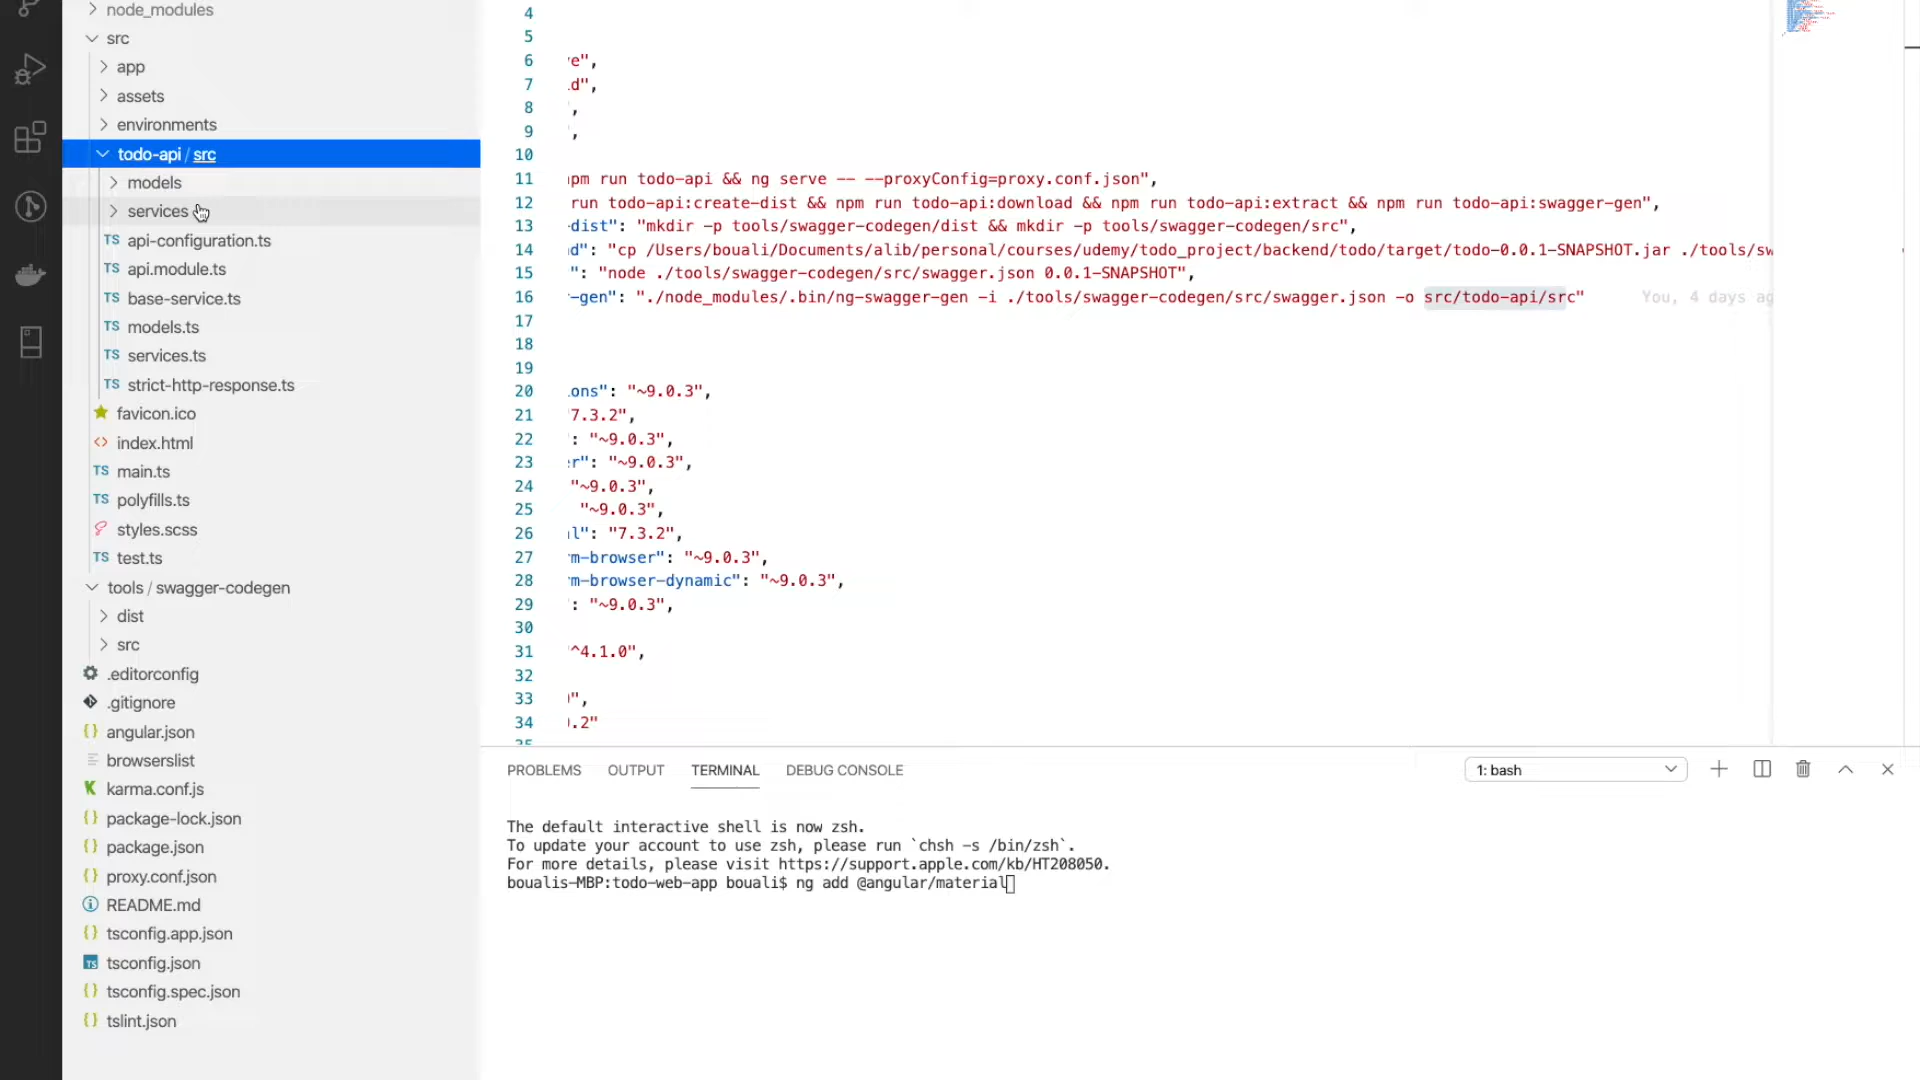 node_modules
src
app
assets
environments
todo-api / src
models
services
TS api-configuration.ts
TS api.module.ts
TS base-service.ts
TS models.ts
TS services.ts
TS strict-http-response.ts
favicon.ico
<> index.html
TS main.ts
TS polyfills.ts
styles.scss
TS test.ts
tools / swagger-codegen
dist
src
.editorconfig
.gitignore
{} angular.json
browserslist
K karma.conf.js
{} package-lock.json
{} package.json
{} proxy.conf.json
README.md
{} tsconfig.app.json
TS tsconfig.json
{} tsconfig.spec.json
{} tslint.json
4
5
6 e",
7 d",
8 ,
9 ,
10
11 npm run todo-api && ng serve -- --proxyConfig=proxy.conf.json",
12 run todo-api:create-dist && npm run todo-api:download && npm run todo-api:extract && npm run todo-api:swagger-gen",
13 -dist": "mkdir -p tools/swagger-codegen/dist && mkdir -p tools/swagger-codegen/src",
14 d": "cp /Users/bouali/Documents/alib/personal/courses/udemy/todo_project/backend/todo/target/todo-0.0.1-SNAPSHOT.jar ./tools/sw
15 ": "node ./tools/swagger-codegen/src/swagger.json 0.0.1-SNAPSHOT",
16 -gen": "./node_modules/.bin/ng-swagger-gen -i ./tools/swagger-codegen/src/swagger.json -o src/todo-api/src" You, 4 days ag
17
18
19
20 ons": "~9.0.3",
21 7.3.2",
22 : "~9.0.3",
23 r": "~9.0.3",
24 "~9.0.3",
25 "~9.0.3",
26 l": "7.3.2",
27 m-browser": "~9.0.3",
28 m-browser-dynamic": "~9.0.3",
29 : "~9.0.3",
30
31 ^4.1.0",
32
33 ",
34 .2"
35
PROBLEMS OUTPUT TERMINAL DEBUG CONSOLE 1: bash
The default interactive shell is now zsh.
To update your account to use zsh, please run `chsh -s /bin/zsh`.
For more details, please visit https://support.apple.com/kb/HT208050.
boualis-MBP:todo-web-app bouali$ ng add @angular/material